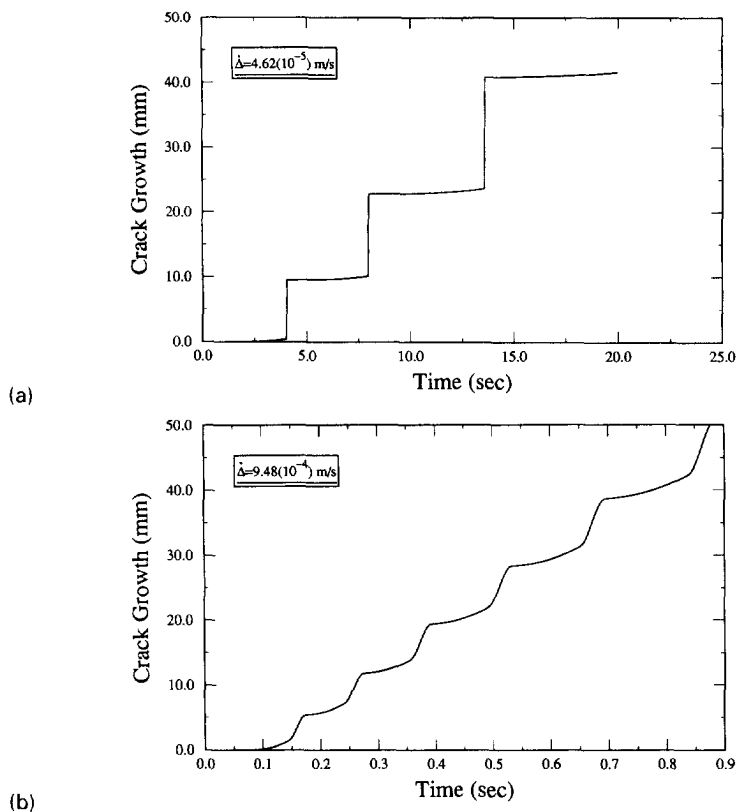 50.0
40.0
30.0
20.0
10.0
0.0
Crack Growth (mm)
Δ̇=4.62(10⁻⁵) m/s
0.0 5.0 10.0 15.0 20.0 25.0
Time (sec)
(a)
50.0
40.0
30.0
20.0
10.0
0.0
Crack Growth (mm)
Δ̇=9.48(10⁻⁴) m/s
0.0 0.1 0.2 0.3 0.4 0.5 0.6 0.7 0.8 0.9
Time (sec)
(b)